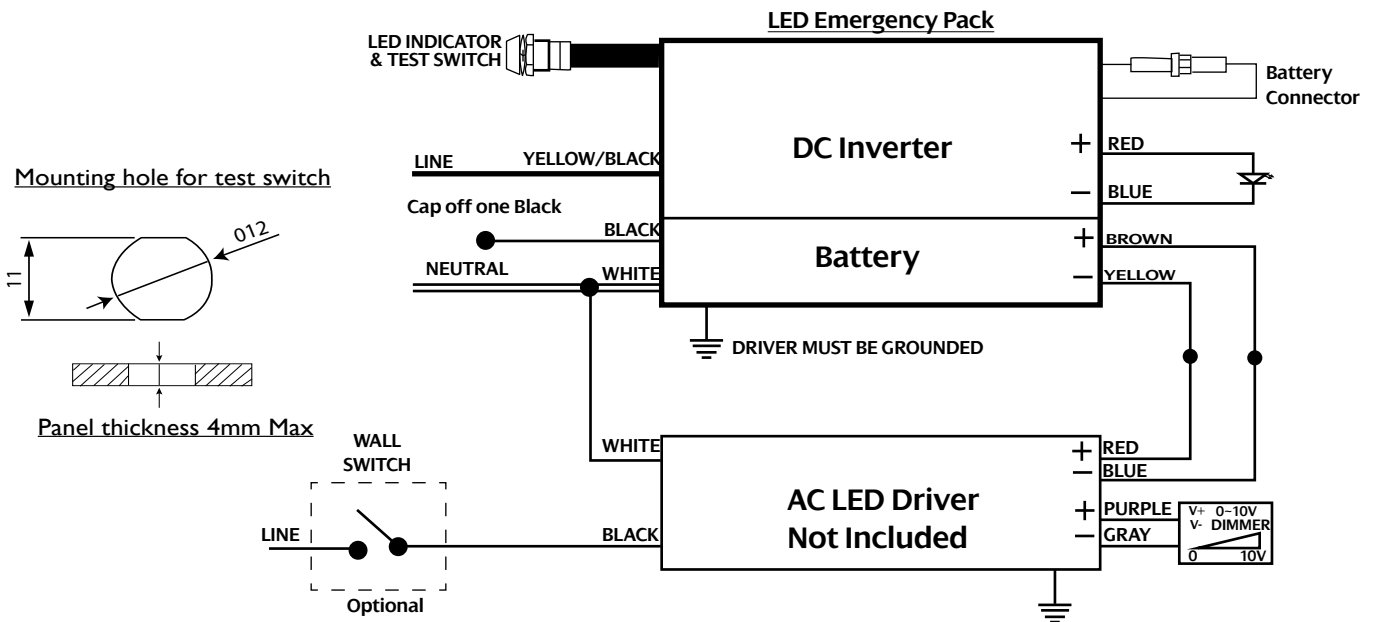 LED Emergency Pack
LED INDICATOR
& TEST SWITCH
Battery
Connector
DC Inverter
+
RED
LINE
YELLOW/BLACK
Mounting hole for test switch
−
BLUE
Cap off one Black
BLACK
012
11
Battery
+
BROWN
NEUTRAL
WHITE
−
YELLOW
DRIVER MUST BE GROUNDED
Panel thickness 4mm Max
WALL
SWITCH
WHITE
+
RED
−
BLUE
AC LED Driver
Not Included
+
PURPLE
−
GRAY
V+ 0~10V
V- DIMMER
0 10V
LINE
BLACK
Optional